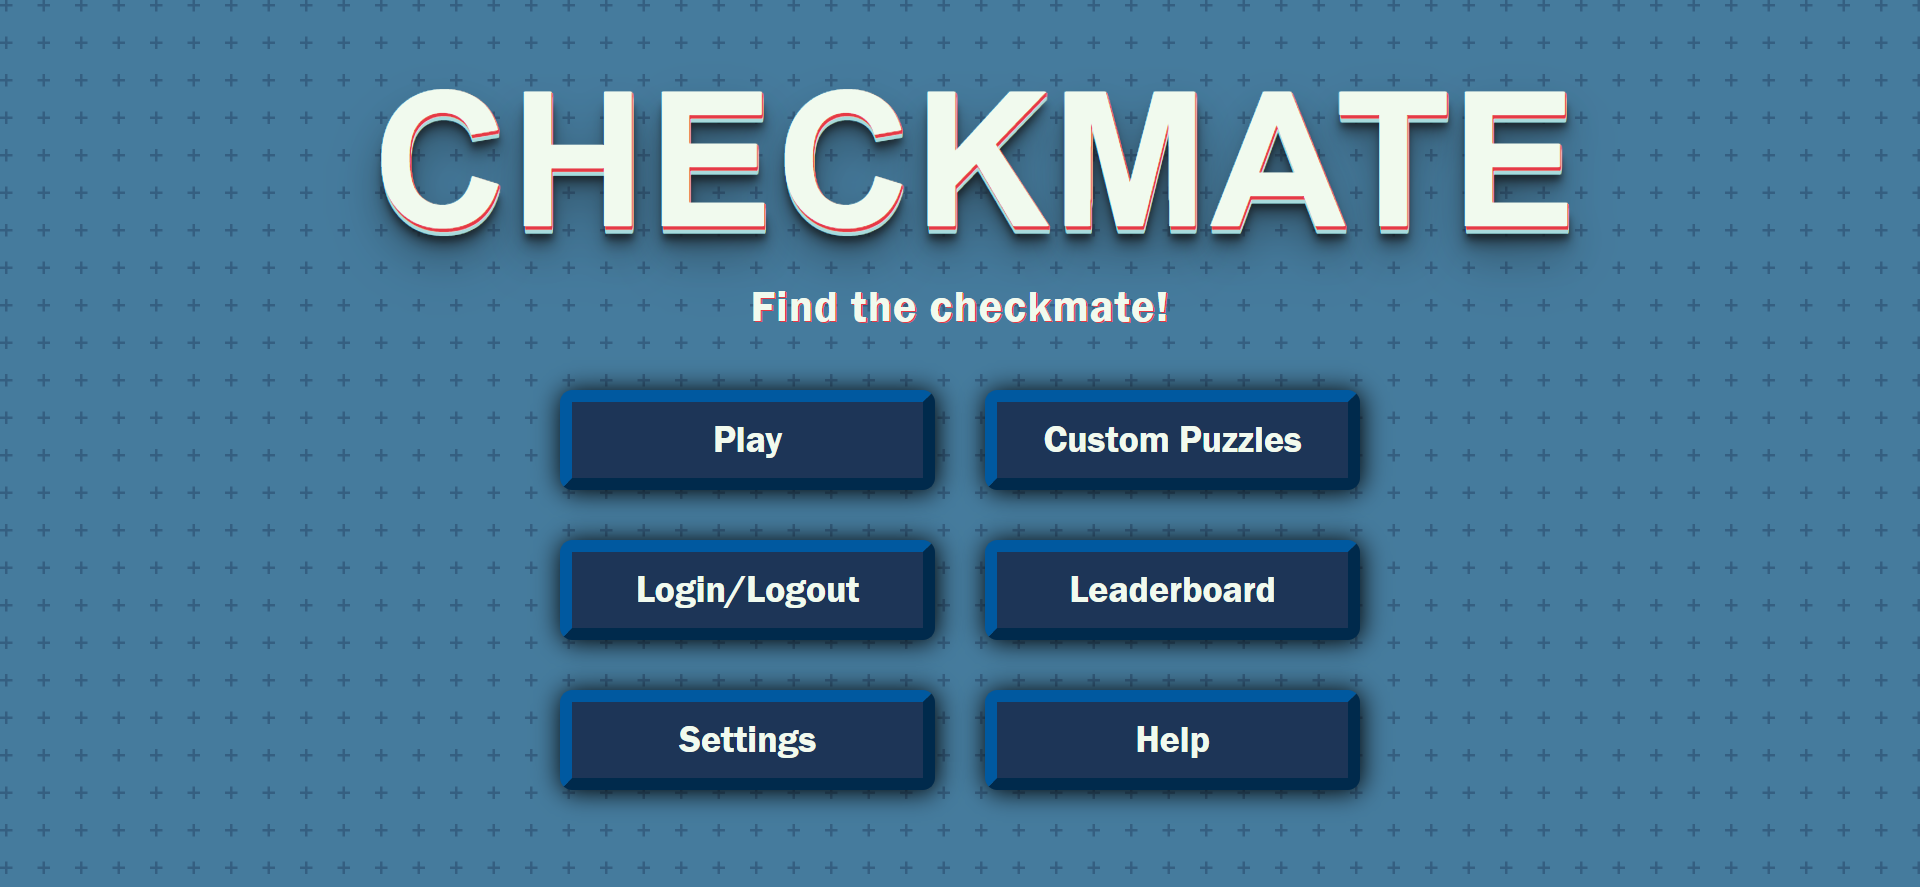 CHECKMATE
Find the checkmate!
Play
Custom Puzzles
Login/Logout
Leaderboard
Settings
Help